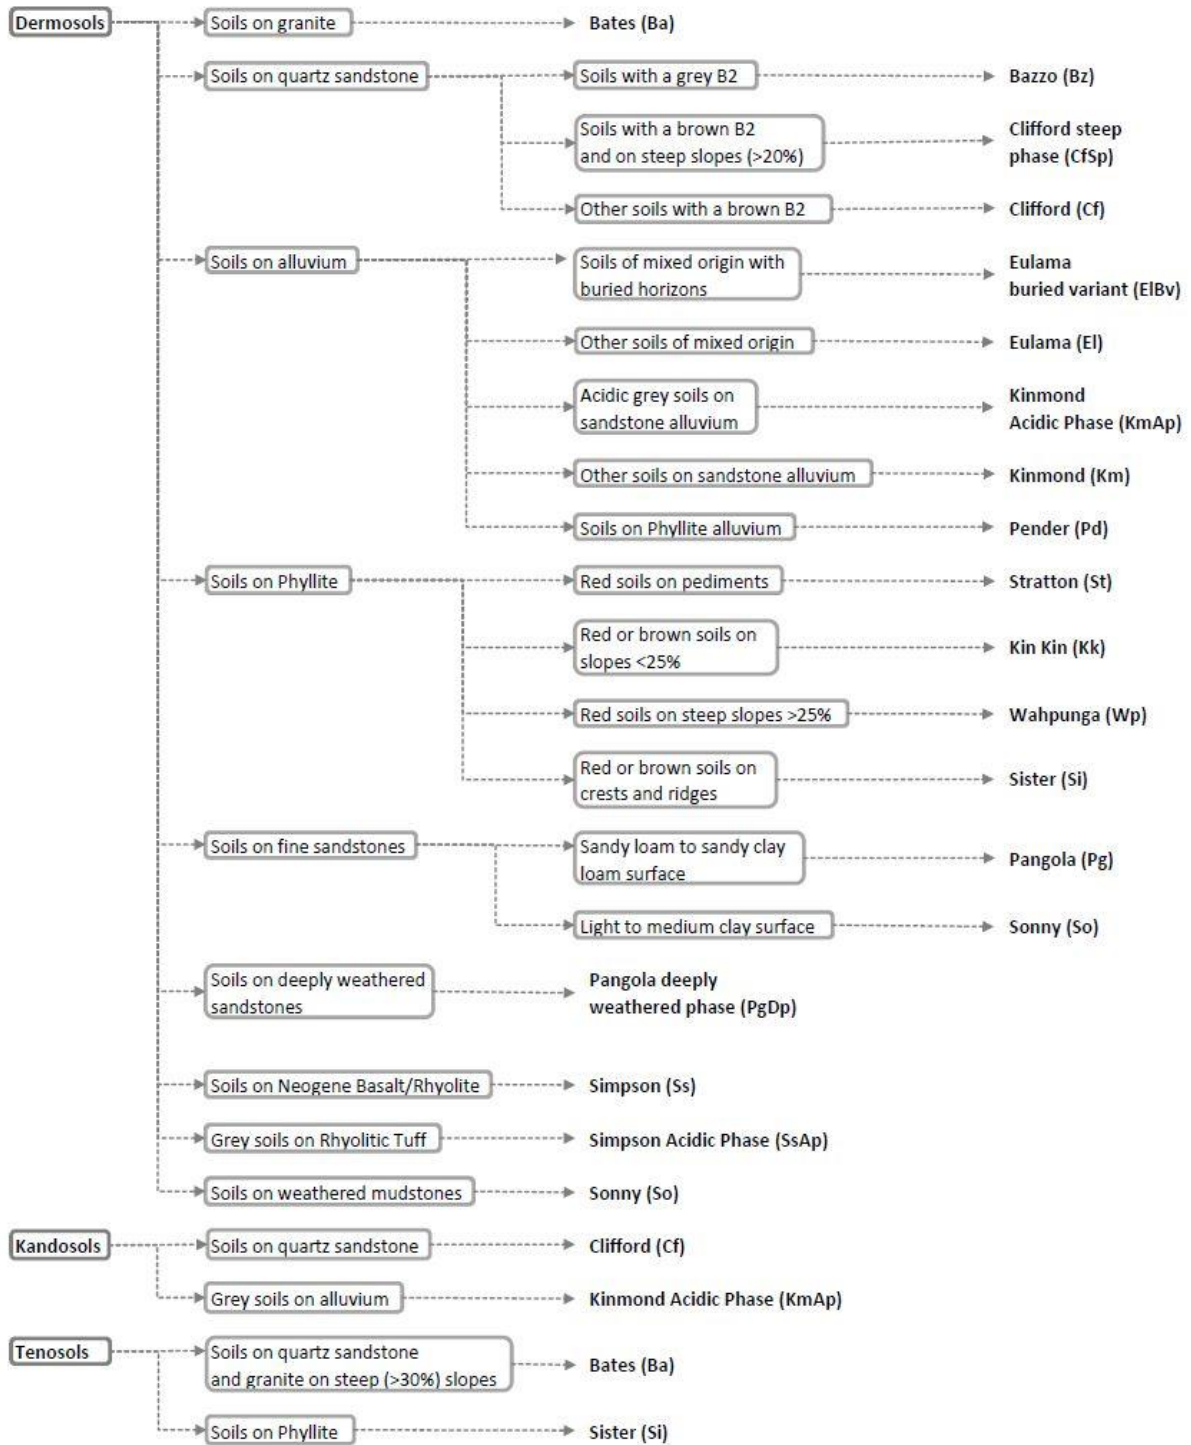 Dermosols
Soils on granite
Bates (Ba)
Soils on quartz sandstone
Soils with a grey B2
Bazzo (Bz)
Soils with a brown B2
and on steep slopes (>20%)
Clifford steep
phase (CfSp)
Other soils with a brown B2
Clifford (Cf)
Soils on alluvium
Soils of mixed origin with
buried horizons
Eulama
buried variant (ElBv)
Other soils of mixed origin
Eulama (El)
Acidic grey soils on
sandstone alluvium
Kinmond
Acidic Phase (KmAp)
Other soils on sandstone alluvium
Kinmond (Km)
Soils on Phyllite alluvium
Pender (Pd)
Soils on Phyllite
Red soils on pediments
Stratton (St)
Red or brown soils on
slopes <25%
Kin Kin (Kk)
Red soils on steep slopes >25%
Wahpunga (Wp)
Red or brown soils on
crests and ridges
Sister (Si)
Soils on fine sandstones
Sandy loam to sandy clay
loam surface
Pangola (Pg)
Light to medium clay surface
Sonny (So)
Soils on deeply weathered
sandstones
Pangola deeply
weathered phase (PgDp)
Soils on Neogene Basalt/Rhyolite
Simpson (Ss)
Grey soils on Rhyolitic Tuff
Simpson Acidic Phase (SsAp)
Soils on weathered mudstones
Sonny (So)
Kandosols
Soils on quartz sandstone
Clifford (Cf)
Grey soils on alluvium
Kinmond Acidic Phase (KmAp)
Tenosols
Soils on quartz sandstone
and granite on steep (>30%) slopes
Bates (Ba)
Soils on Phyllite
Sister (Si)